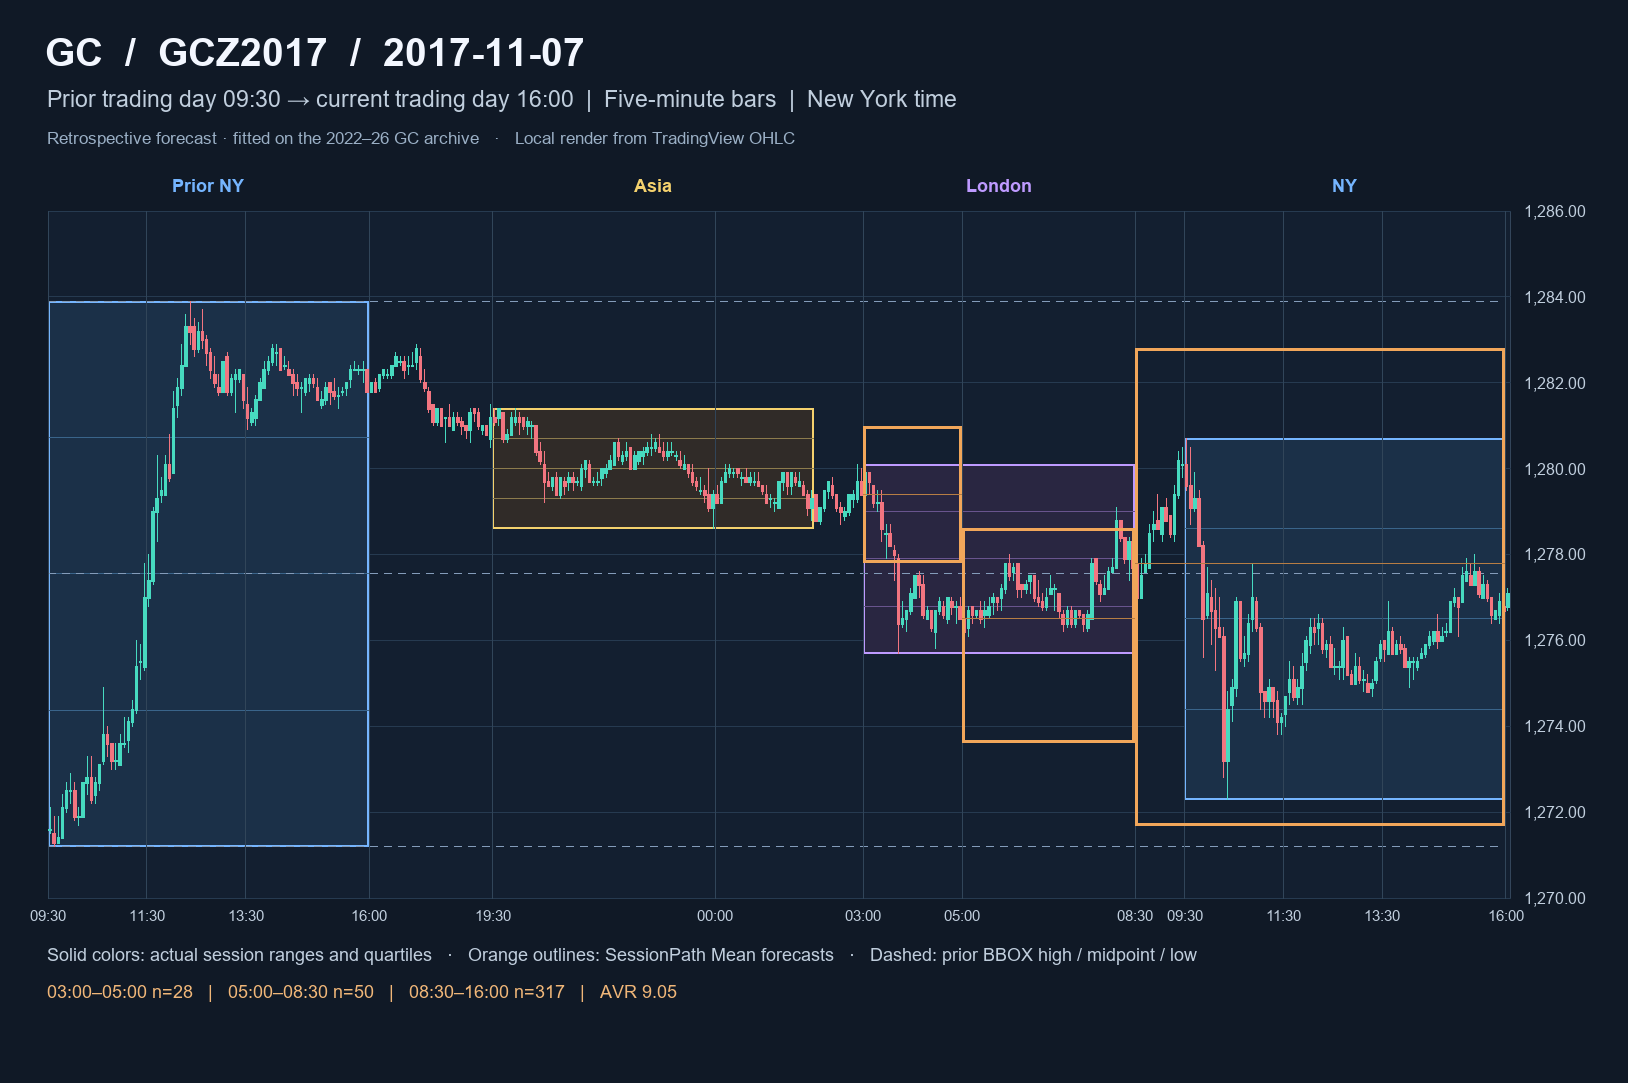 GC / GCZ2017 / 2017-11-07
Prior trading day 09:30 → current trading day 16:00 | Five-minute bars | New York time
Retrospective forecast · fitted on the 2022–26 GC archive · Local render from TradingView OHLC
Prior NY Asia London NY
1,286.00
1,284.00
1,282.00
1,280.00
1,278.00
1,276.00
1,274.00
1,272.00
1,270.00
09:30 11:30 13:30 16:00 19:30 00:00 03:00 05:00 08:30 09:30 11:30 13:30 16:00
Solid colors: actual session ranges and quartiles · Orange outlines: SessionPath Mean forecasts · Dashed: prior BBOX high / midpoint / low
03:00–05:00 n=28 | 05:00–08:30 n=50 | 08:30–16:00 n=317 | AVR 9.05